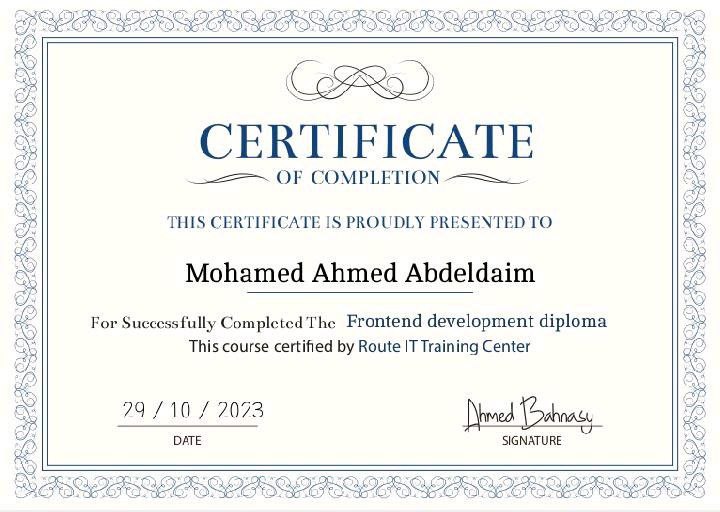 CERTIFICATE
OF COMPLETION
THIS CERTIFICATE IS PROUDLY PRESENTED TO
Mohamed Ahmed Abdeldaim
For Successfully Completed The Frontend development diploma
This course certified by Route IT Training Center
29 / 10 / 2023
Ahmed Bahnasy
DATE
SIGNATURE